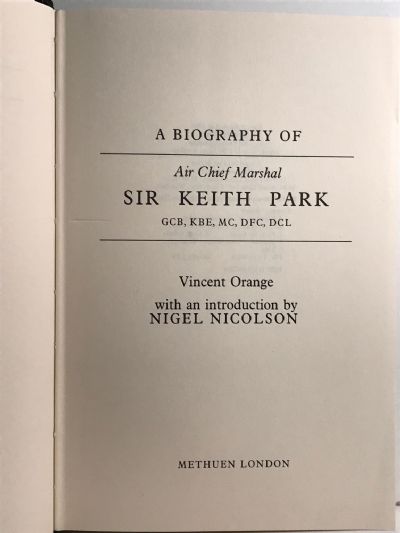 A BIOGRAPHY OF
Air Chief Marshal
SIR KEITH PARK
GCB, KBE, MC, DFC, DCL
Vincent Orange
with an introduction by
NIGEL NICOLSON
METHUEN LONDON